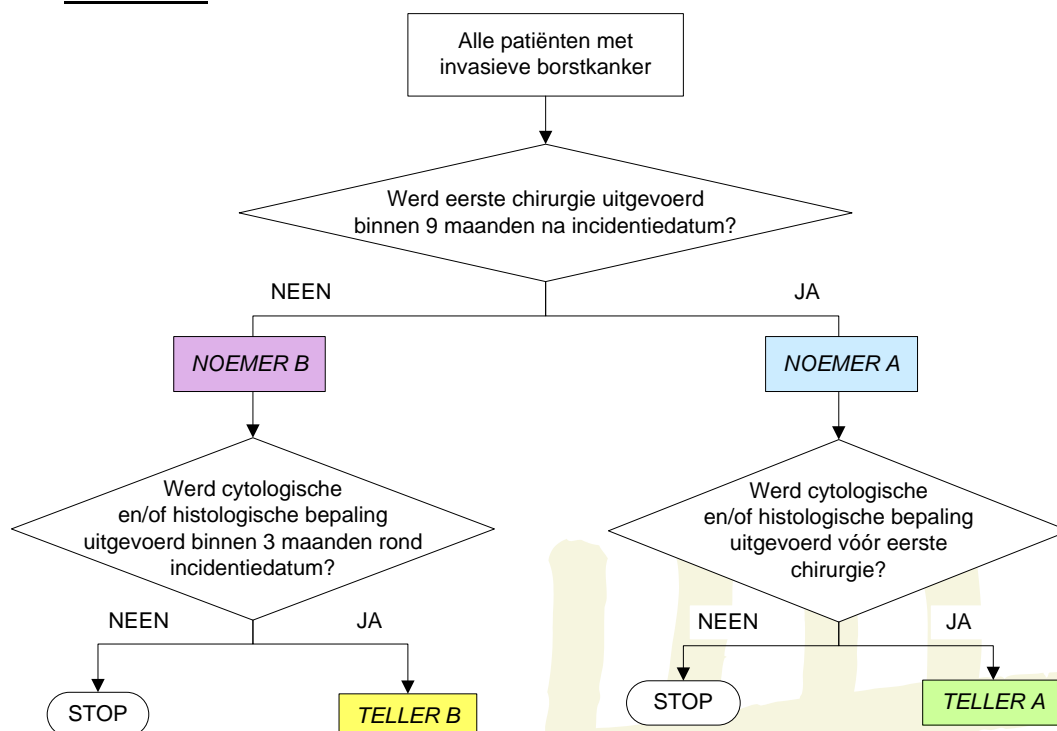 Alle patiënten met
invasieve borstkanker
Werd eerste chirurgie uitgevoerd
binnen 9 maanden na incidentiedatum?
NEEN
JA
NOEMER B
NOEMER A
Werd cytologische
en/of histologische bepaling
uitgevoerd binnen 3 maanden rond
incidentiedatum?
Werd cytologische
en/of histologische bepaling
uitgevoerd vóór eerste
chirurgie?
NEEN
JA
NEEN
JA
STOP
TELLER B
STOP
TELLER A